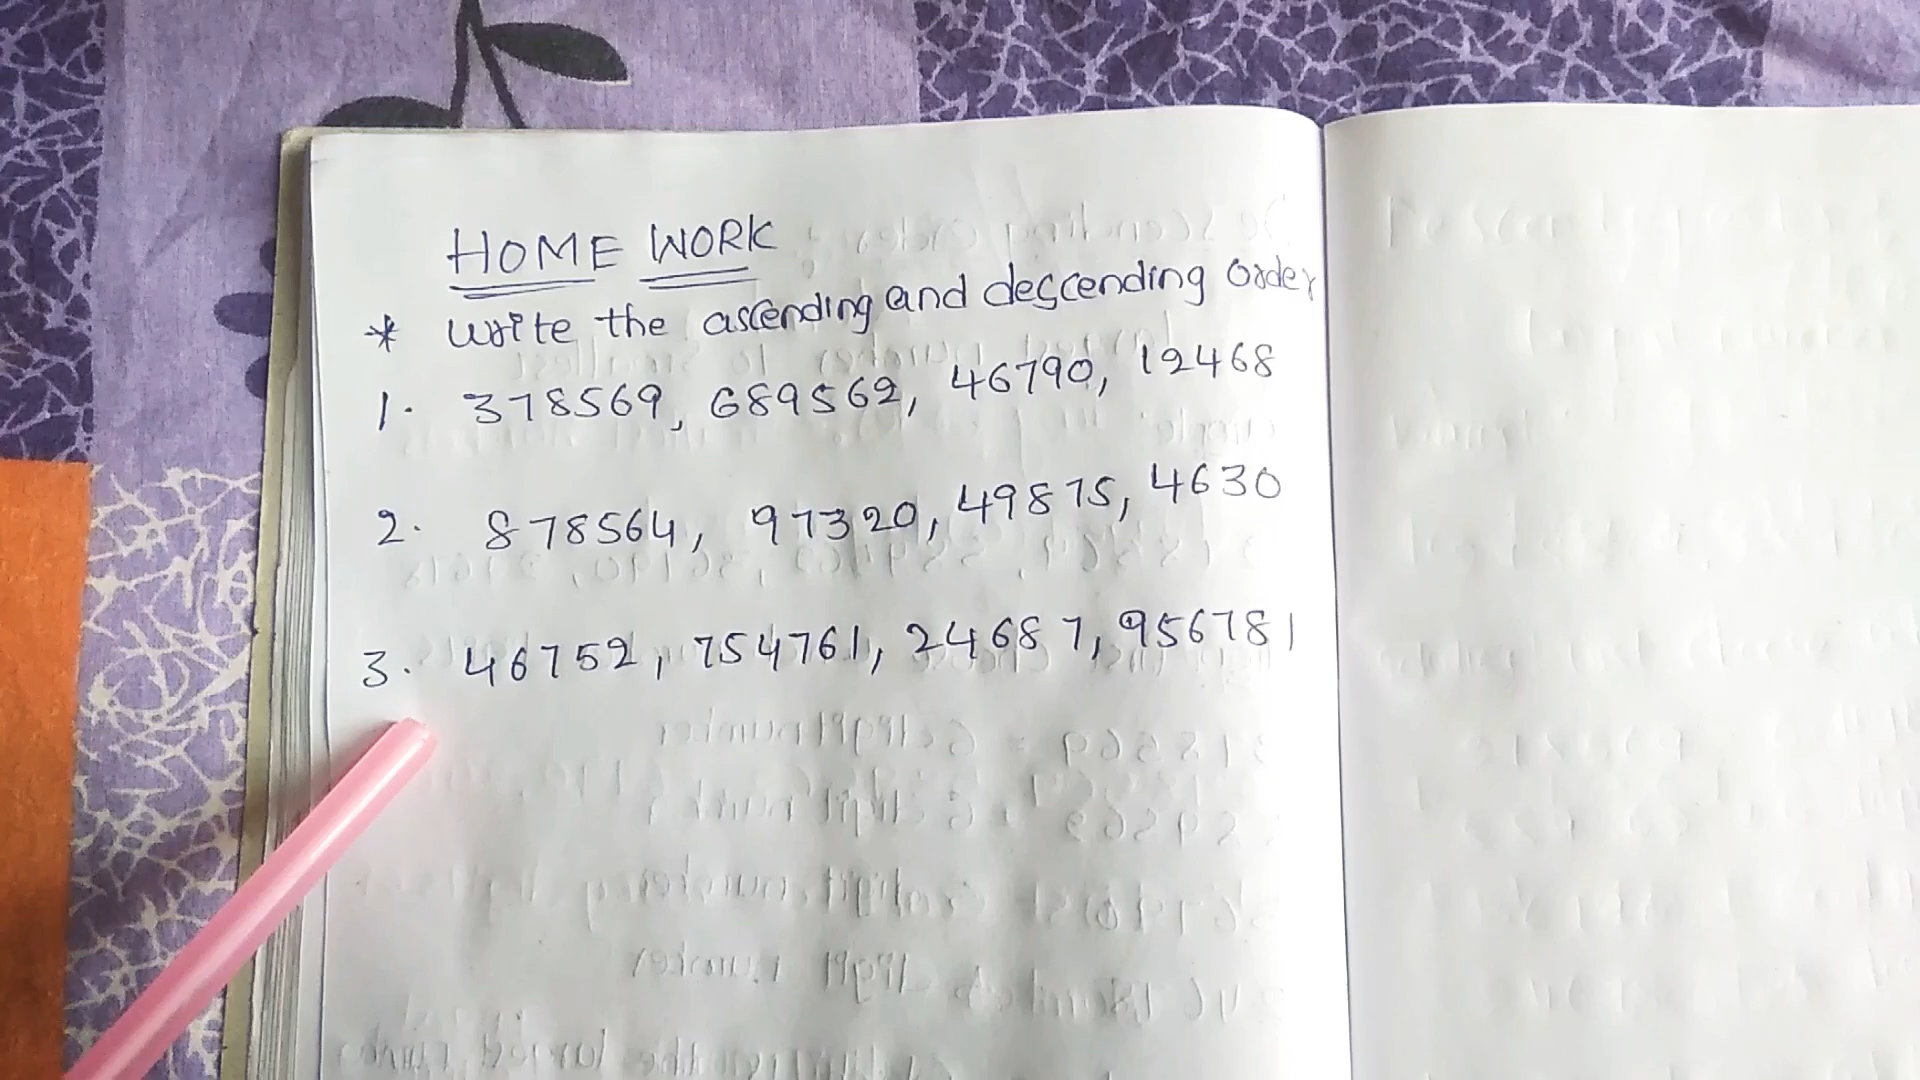 HOME WORK
* Write the ascending and descending order
1. 378569, 689562, 46790, 12468
2. 878564, 97320, 49875, 4630
3. 46752, 754761, 24687, 956781